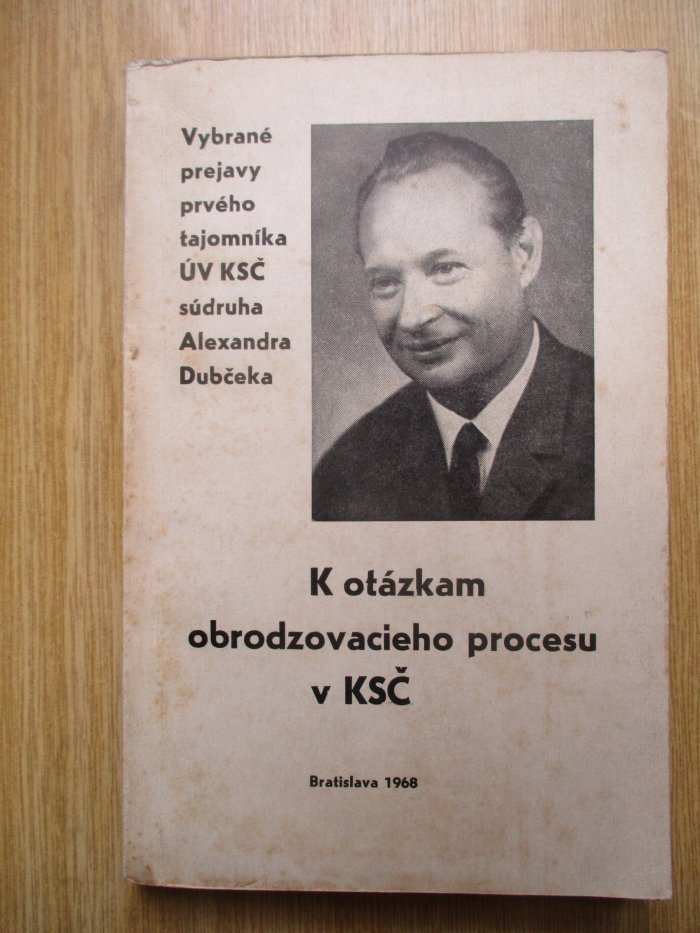 Vybrané
prejavy
prvého
tajomníka
ÚV KSČ
súdruha
Alexandra
Dubčeka
K otázkam
obrodzovacieho procesu
v KSČ
Bratislava 1968